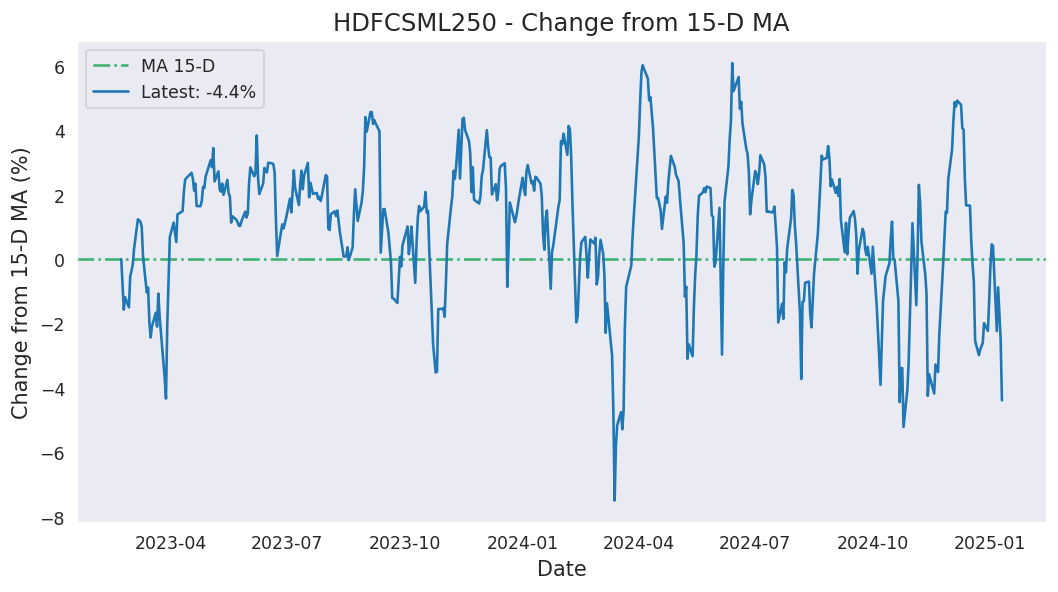 HDFCSML250 - Change from 15-D MA
MA 15-D
Latest: -4.4%
Change from 15-D MA (%)
6
4
2
0
−2
−4
−6
−8
2023-04 2023-07 2023-10 2024-01 2024-04 2024-07 2024-10 2025-01
Date